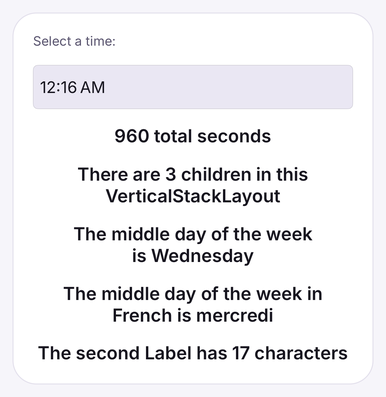 Select a time:
12:16 AM
960 total seconds
There are 3 children in this
VerticalStackLayout
The middle day of the week
is Wednesday
The middle day of the week in
French is mercredi
The second Label has 17 characters